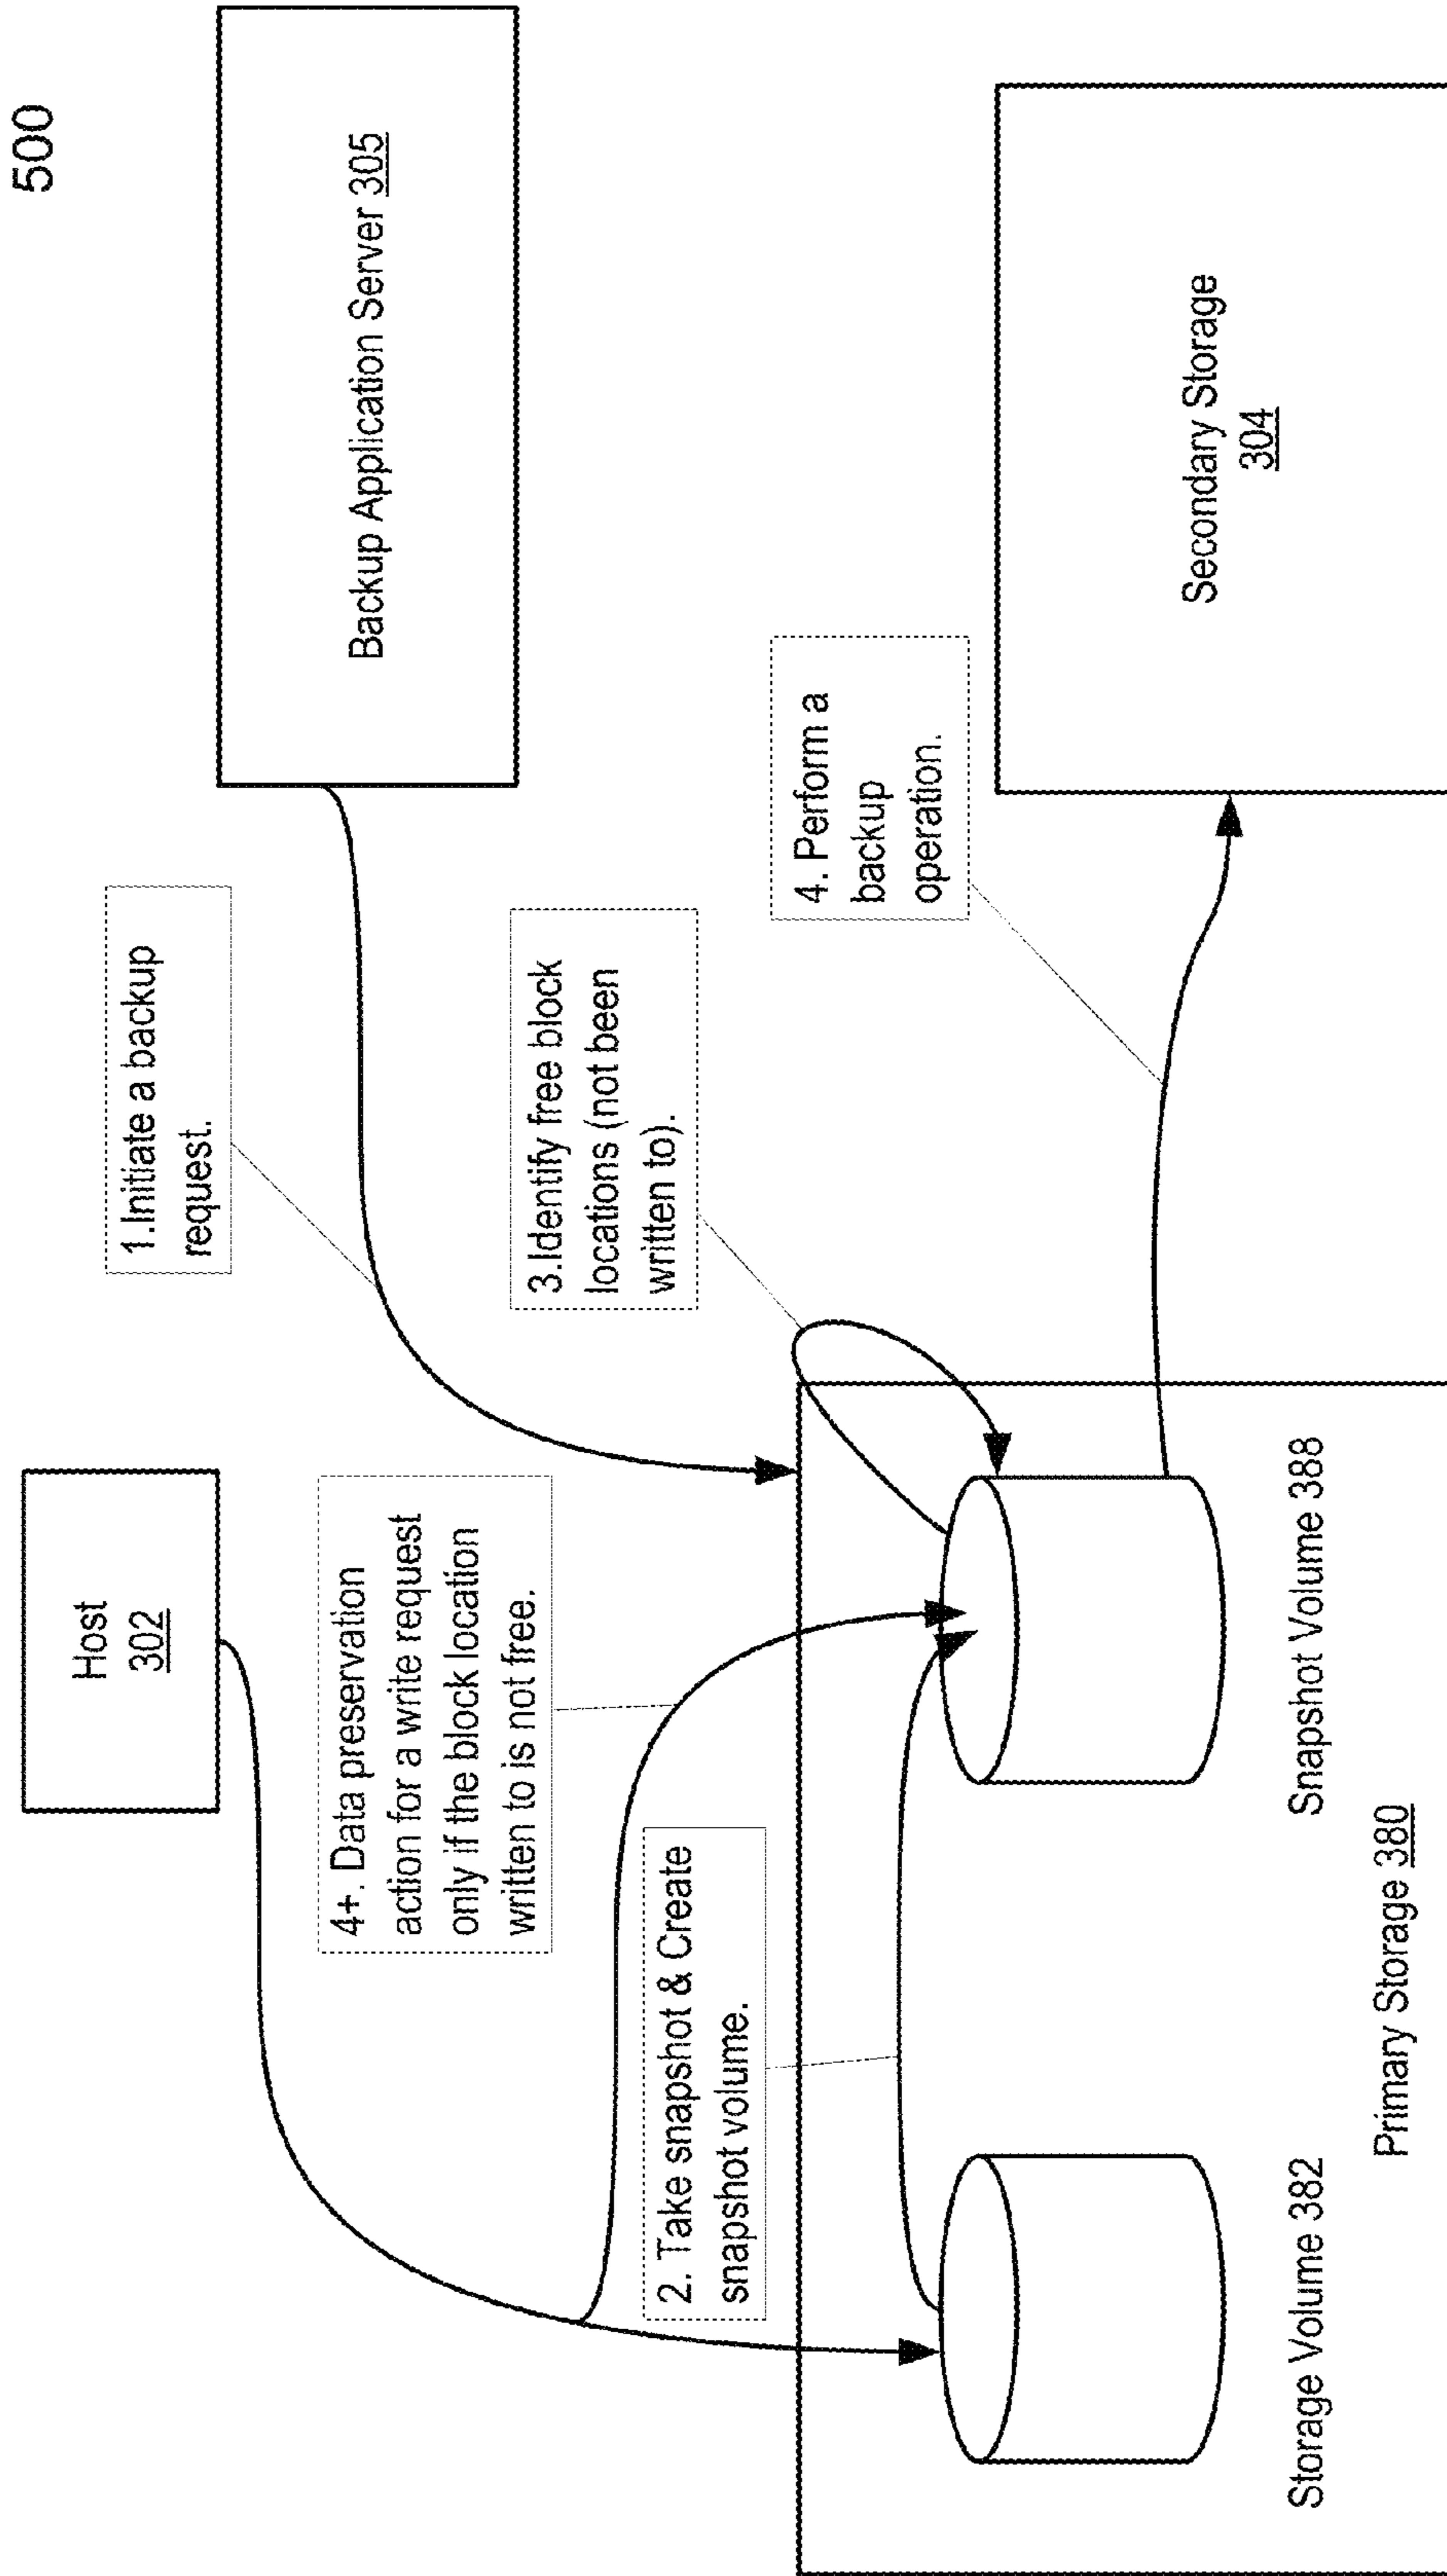 500
Host
302
Backup Application Server 305
1.Initiate a backup
request.
4+. Data preservation
action for a write request
only if the block location
written to is not free.
3.Identify free block
locations (not been
written to).
2. Take snapshot & Create
snapshot volume.
4. Perform a
backup
operation.
Storage Volume 382
Snapshot Volume 388
Primary Storage 380
Secondary Storage
304